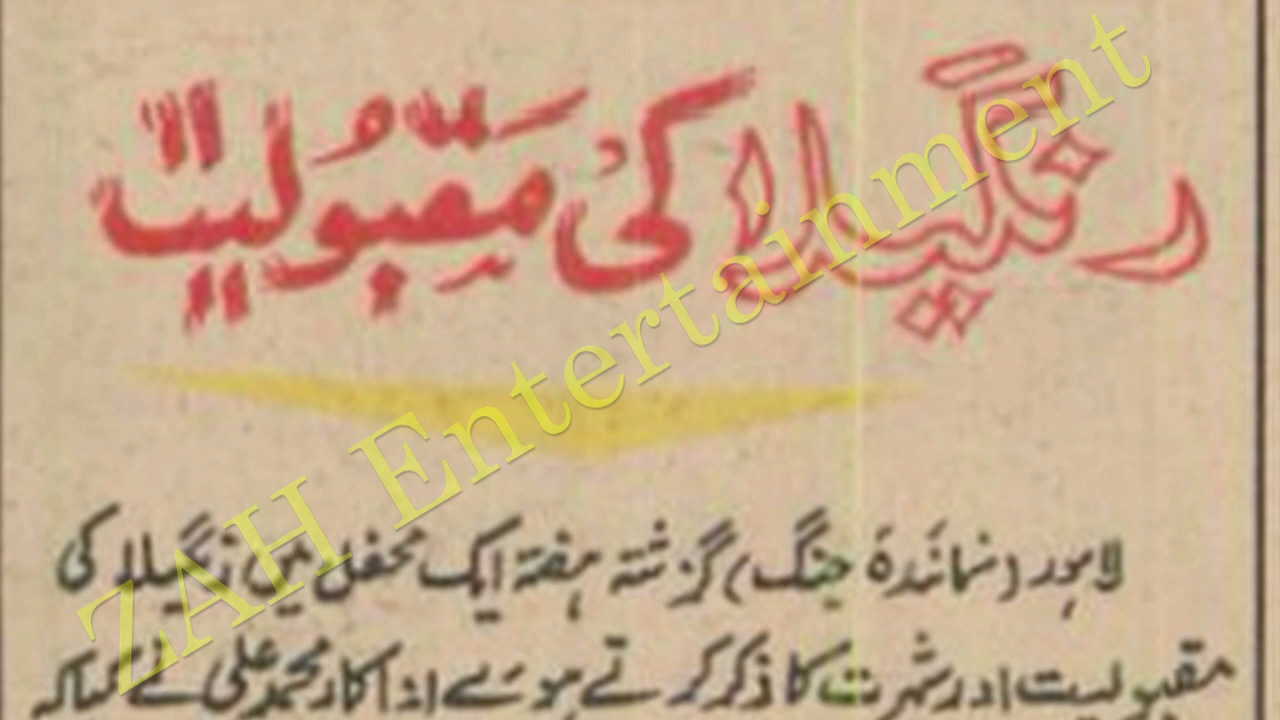 رنگیلا کی مقبولیت
لاہور (نمائندۂ جنگ) گزشتہ ہفتہ ایک محفل میں رنگیلا کی
مقبولیت اور شہرت کا ذکر کرتے ہوئے اداکار محمد علی نے کہا کہ
ZAH Entertainment